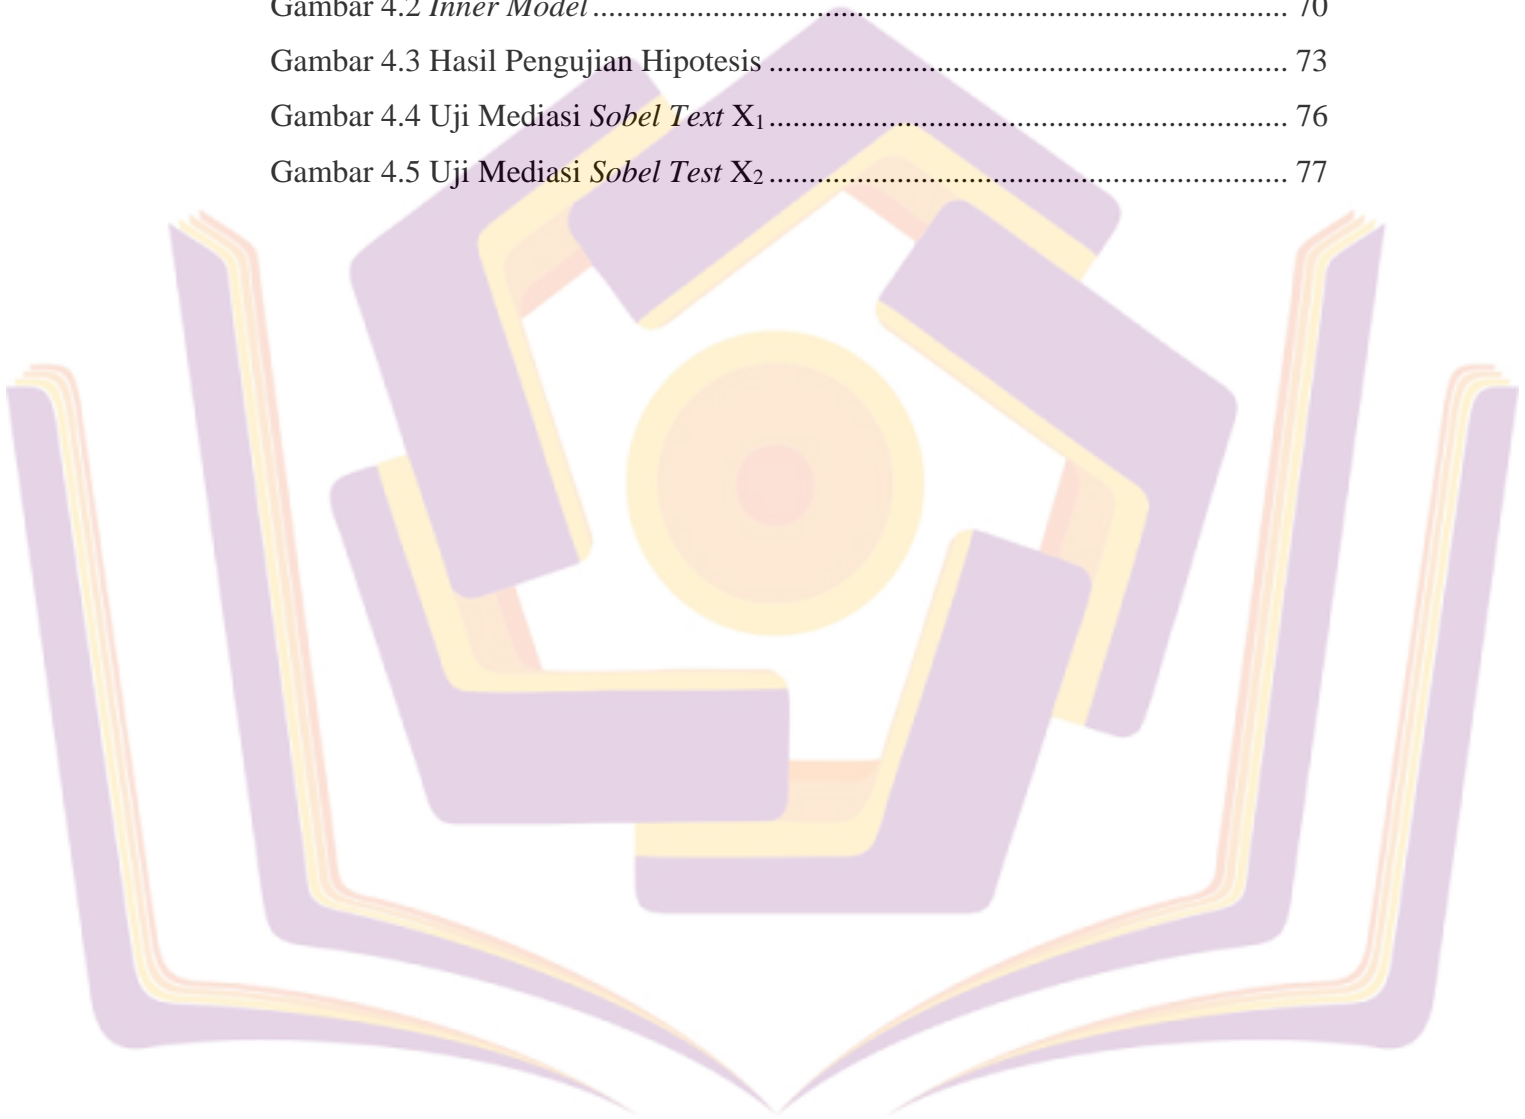 Gambar 4.2 Inner Model ........................................................................................ 70
Gambar 4.3 Hasil Pengujian Hipotesis .................................................................. 73
Gambar 4.4 Uji Mediasi Sobel Text X₁ .................................................................. 76
Gambar 4.5 Uji Mediasi Sobel Test X₂ .................................................................. 77